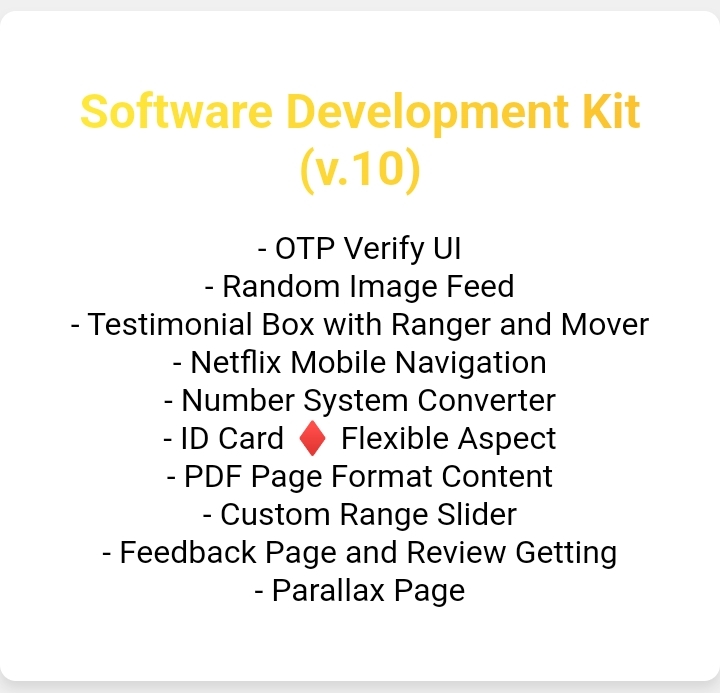 Software Development Kit
(v.10)
- OTP Verify UI
- Random Image Feed
- Testimonial Box with Ranger and Mover
- Netflix Mobile Navigation
- Number System Converter
- ID Card ♦️ Flexible Aspect
- PDF Page Format Content
- Custom Range Slider
- Feedback Page and Review Getting
- Parallax Page